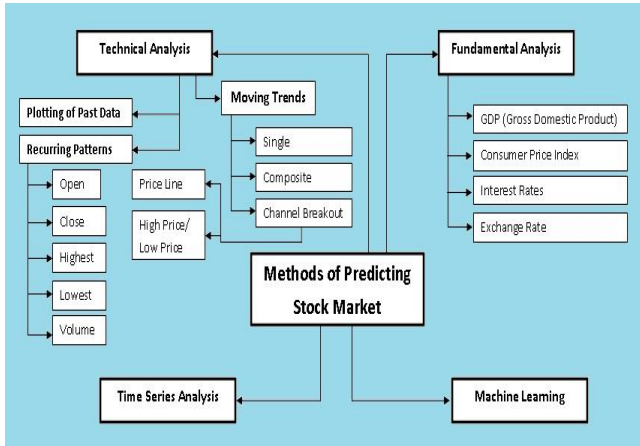 Technical Analysis
Fundamental Analysis
Moving Trends
Plotting of Past Data
Recurring Patterns
Single
Composite
Channel Breakout
Price Line
High Price/
Low Price
Open
Close
Highest
Lowest
Volume
GDP (Gross Domestic Product)
Consumer Price Index
Interest Rates
Exchange Rate
Methods of Predicting
Stock Market
Time Series Analysis
Machine Learning